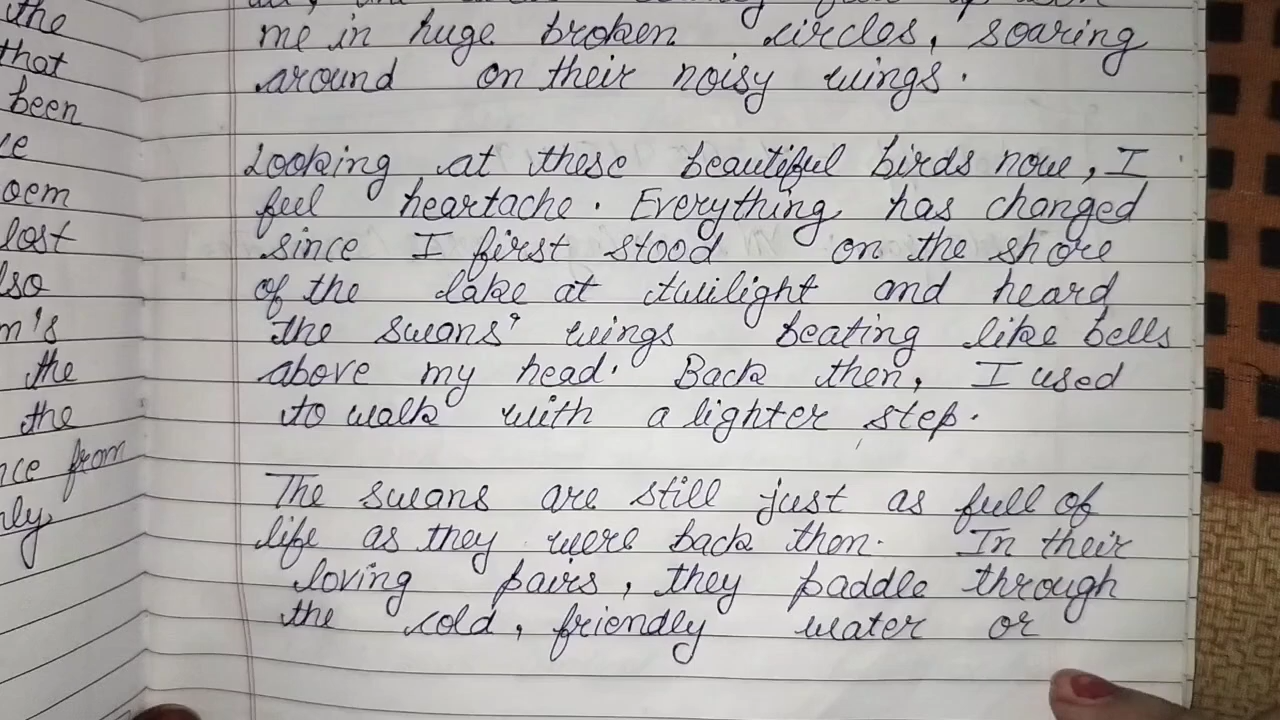 the
that
been
oem
lost
lso
m's
the
the
nce from
me in huge broken circles, soaring
around on their noisy wings.
Looking at these beautiful birds now, I
feel heartache. Everything has changed
since I first stood on the shore
of the lake at twilight and heard
the swans' wings beating like bells
above my head. Back then, I used
to walk with a lighter step.
The swans are still just as full of
life as they were back then. In their
loving pairs, they paddle through
the cold, friendly water or